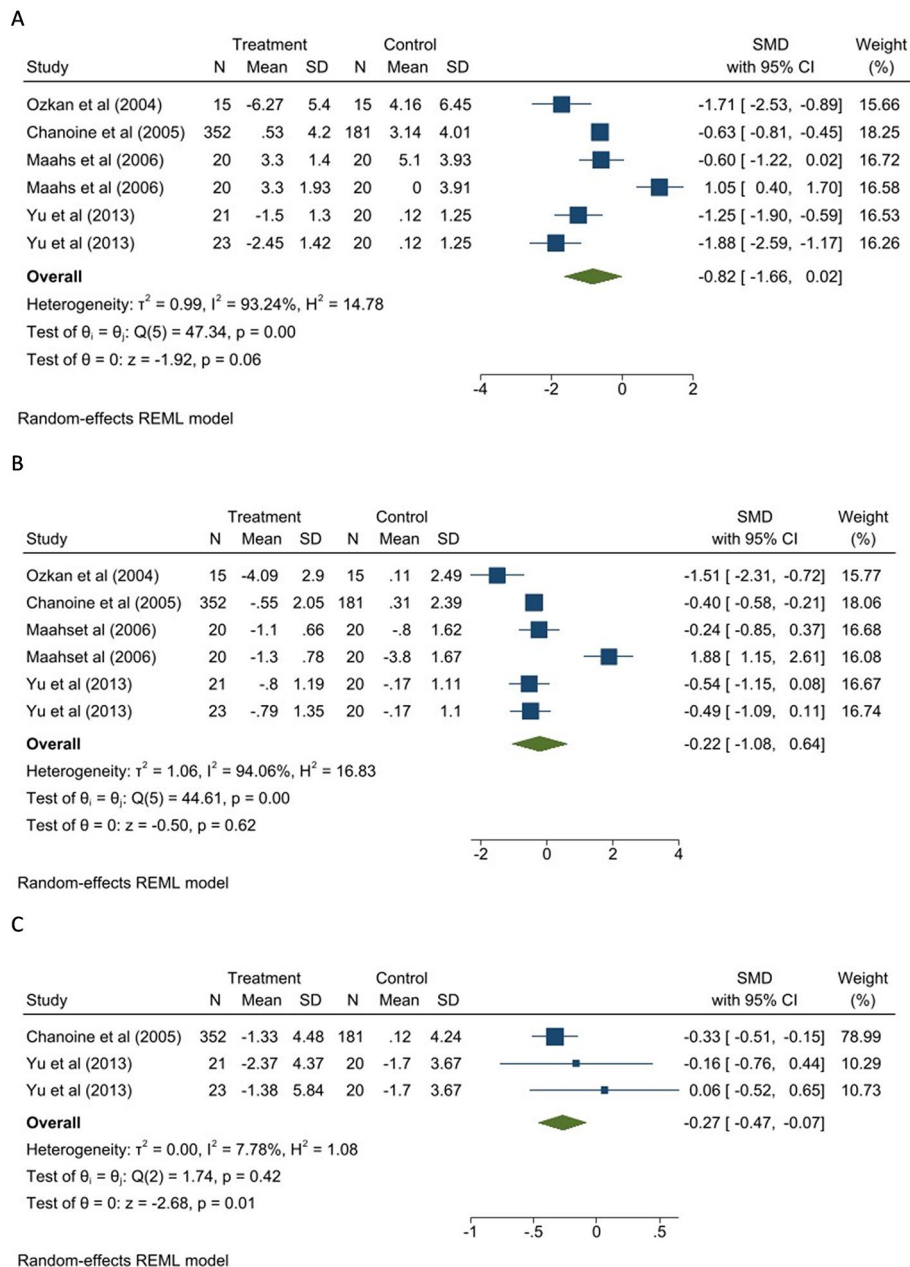 A
Treatment Control SMD Weight
Study N Mean SD N Mean SD with 95% CI (%)
Ozkan et al (2004) 15 -6.27 5.4 15 4.16 6.45 -1.71 [ -2.53, -0.89] 15.66
Chanoine et al (2005) 352 .53 4.2 181 3.14 4.01 -0.63 [ -0.81, -0.45] 18.25
Maahs et al (2006) 20 3.3 1.4 20 5.1 3.93 -0.60 [ -1.22, 0.02] 16.72
Maahs et al (2006) 20 3.3 1.93 20 0 3.91 1.05 [ 0.40, 1.70] 16.58
Yu et al (2013) 21 -1.5 1.3 20 .12 1.25 -1.25 [ -1.90, -0.59] 16.53
Yu et al (2013) 23 -2.45 1.42 20 .12 1.25 -1.88 [ -2.59, -1.17] 16.26
Overall -0.82 [ -1.66, 0.02]
Heterogeneity: τ² = 0.99, I² = 93.24%, H² = 14.78
Test of θᵢ = θⱼ: Q(5) = 47.34, p = 0.00
Test of θ = 0: z = -1.92, p = 0.06
-4 -2 0 2
Random-effects REML model
B
Treatment Control SMD Weight
Study N Mean SD N Mean SD with 95% CI (%)
Ozkan et al (2004) 15 -4.09 2.9 15 .11 2.49 -1.51 [ -2.31, -0.72] 15.77
Chanoine et al (2005) 352 -.55 2.05 181 .31 2.39 -0.40 [ -0.58, -0.21] 18.06
Maahset al (2006) 20 -1.1 .66 20 -.8 1.62 -0.24 [ -0.85, 0.37] 16.68
Maahset al (2006) 20 -1.3 .78 20 -3.8 1.67 1.88 [ 1.15, 2.61] 16.08
Yu et al (2013) 21 -.8 1.19 20 -.17 1.11 -0.54 [ -1.15, 0.08] 16.67
Yu et al (2013) 23 -.79 1.35 20 -.17 1.1 -0.49 [ -1.09, 0.11] 16.74
Overall -0.22 [ -1.08, 0.64]
Heterogeneity: τ² = 1.06, I² = 94.06%, H² = 16.83
Test of θᵢ = θⱼ: Q(5) = 44.61, p = 0.00
Test of θ = 0: z = -0.50, p = 0.62
-2 0 2 4
Random-effects REML model
C
Treatment Control SMD Weight
Study N Mean SD N Mean SD with 95% CI (%)
Chanoine et al (2005) 352 -1.33 4.48 181 .12 4.24 -0.33 [ -0.51, -0.15] 78.99
Yu et al (2013) 21 -2.37 4.37 20 -1.7 3.67 -0.16 [ -0.76, 0.44] 10.29
Yu et al (2013) 23 -1.38 5.84 20 -1.7 3.67 0.06 [ -0.52, 0.65] 10.73
Overall -0.27 [ -0.47, -0.07]
Heterogeneity: τ² = 0.00, I² = 7.78%, H² = 1.08
Test of θᵢ = θⱼ: Q(2) = 1.74, p = 0.42
Test of θ = 0: z = -2.68, p = 0.01
-1 -.5 0 .5
Random-effects REML model